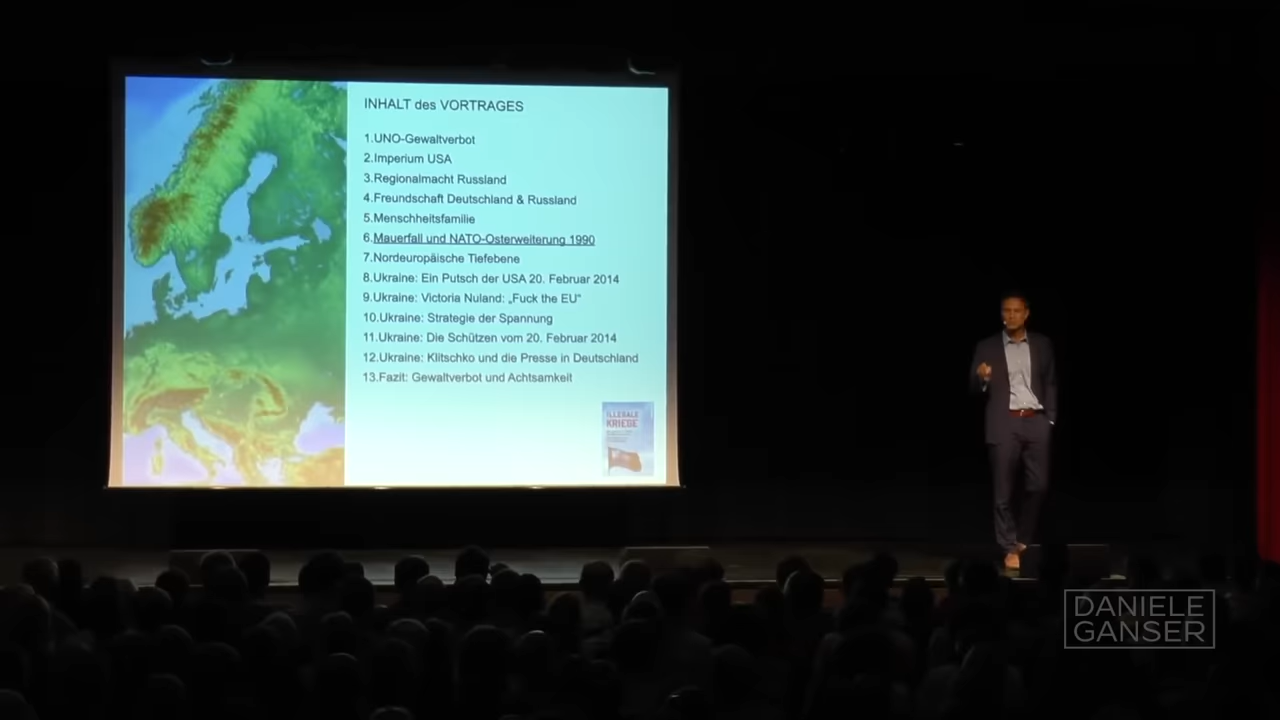 INHALT des VORTRAGES
1.UNO-Gewaltverbot
2.Imperium USA
3.Regionalmacht Russland
4.Freundschaft Deutschland & Russland
5.Menschheitsfamilie
6.Mauerfall und NATO-Osterweiterung 1990
7.Nordeuropäische Tiefebene
8.Ukraine: Ein Putsch der USA 20. Februar 2014
9.Ukraine: Victoria Nuland: „Fuck the EU“
10.Ukraine: Strategie der Spannung
11.Ukraine: Die Schützen vom 20. Februar 2014
12.Ukraine: Klitschko und die Presse in Deutschland
13.Fazit: Gewaltverbot und Achtsamkeit
ILLEGALE
KRIEGE
DANIELE
GANSER